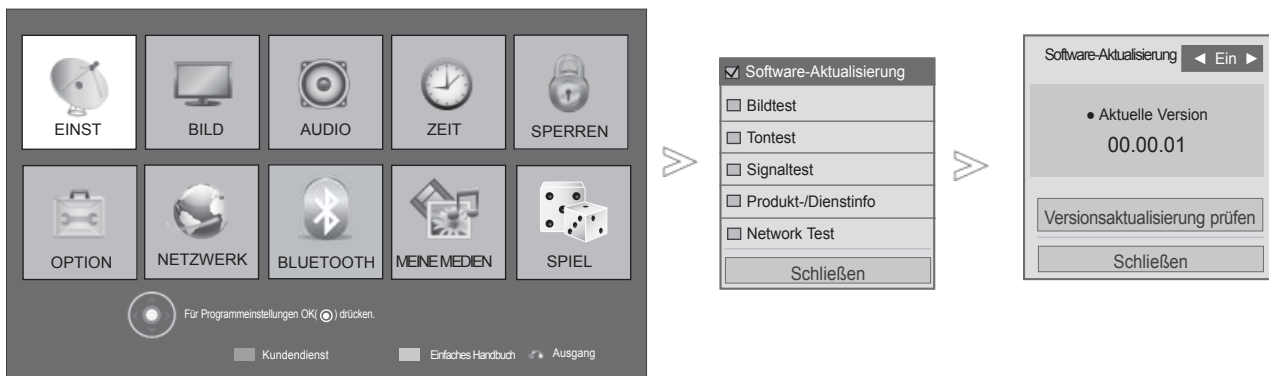 EINST
BILD
AUDIO
ZEIT
SPERREN
OPTION
NETZWERK
BLUETOOTH
MEINE MEDIEN
SPIEL
Für Programmeinstellungen OK( ) drücken.
Kundendienst
Einfaches Handbuch
Ausgang
Software-Aktualisierung
Bildtest
Tontest
Signaltest
Produkt-/Dienstinfo
Network Test
Schließen
Software-Aktualisierung ◄ Ein ►
● Aktuelle Version
00.00.01
Versionsaktualisierung prüfen
Schließen